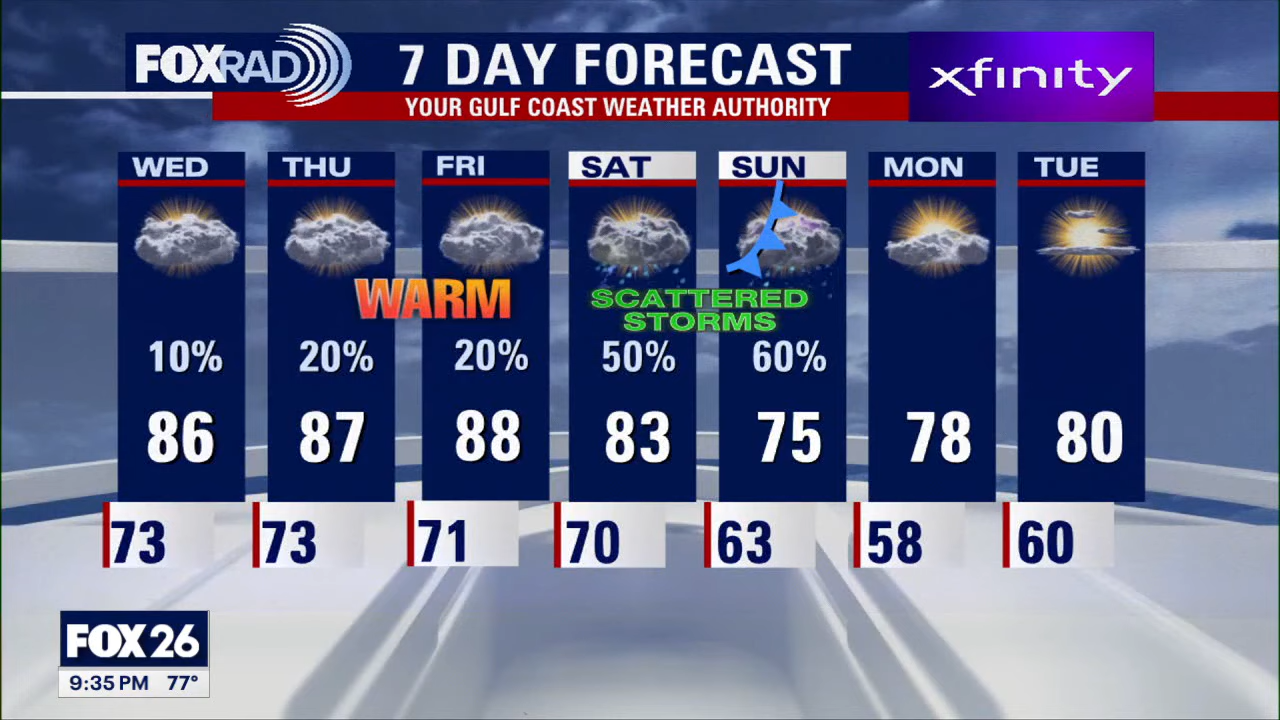 FOXRAD
7 DAY FORECAST
xfinity
YOUR GULF COAST WEATHER AUTHORITY
WED THU FRI SAT SUN MON TUE
WARM
SCATTERED
STORMS
10% 20% 20% 50% 60%
86 87 88 83 75 78 80
73 73 71 70 63 58 60
FOX 26
9:35 PM 77°